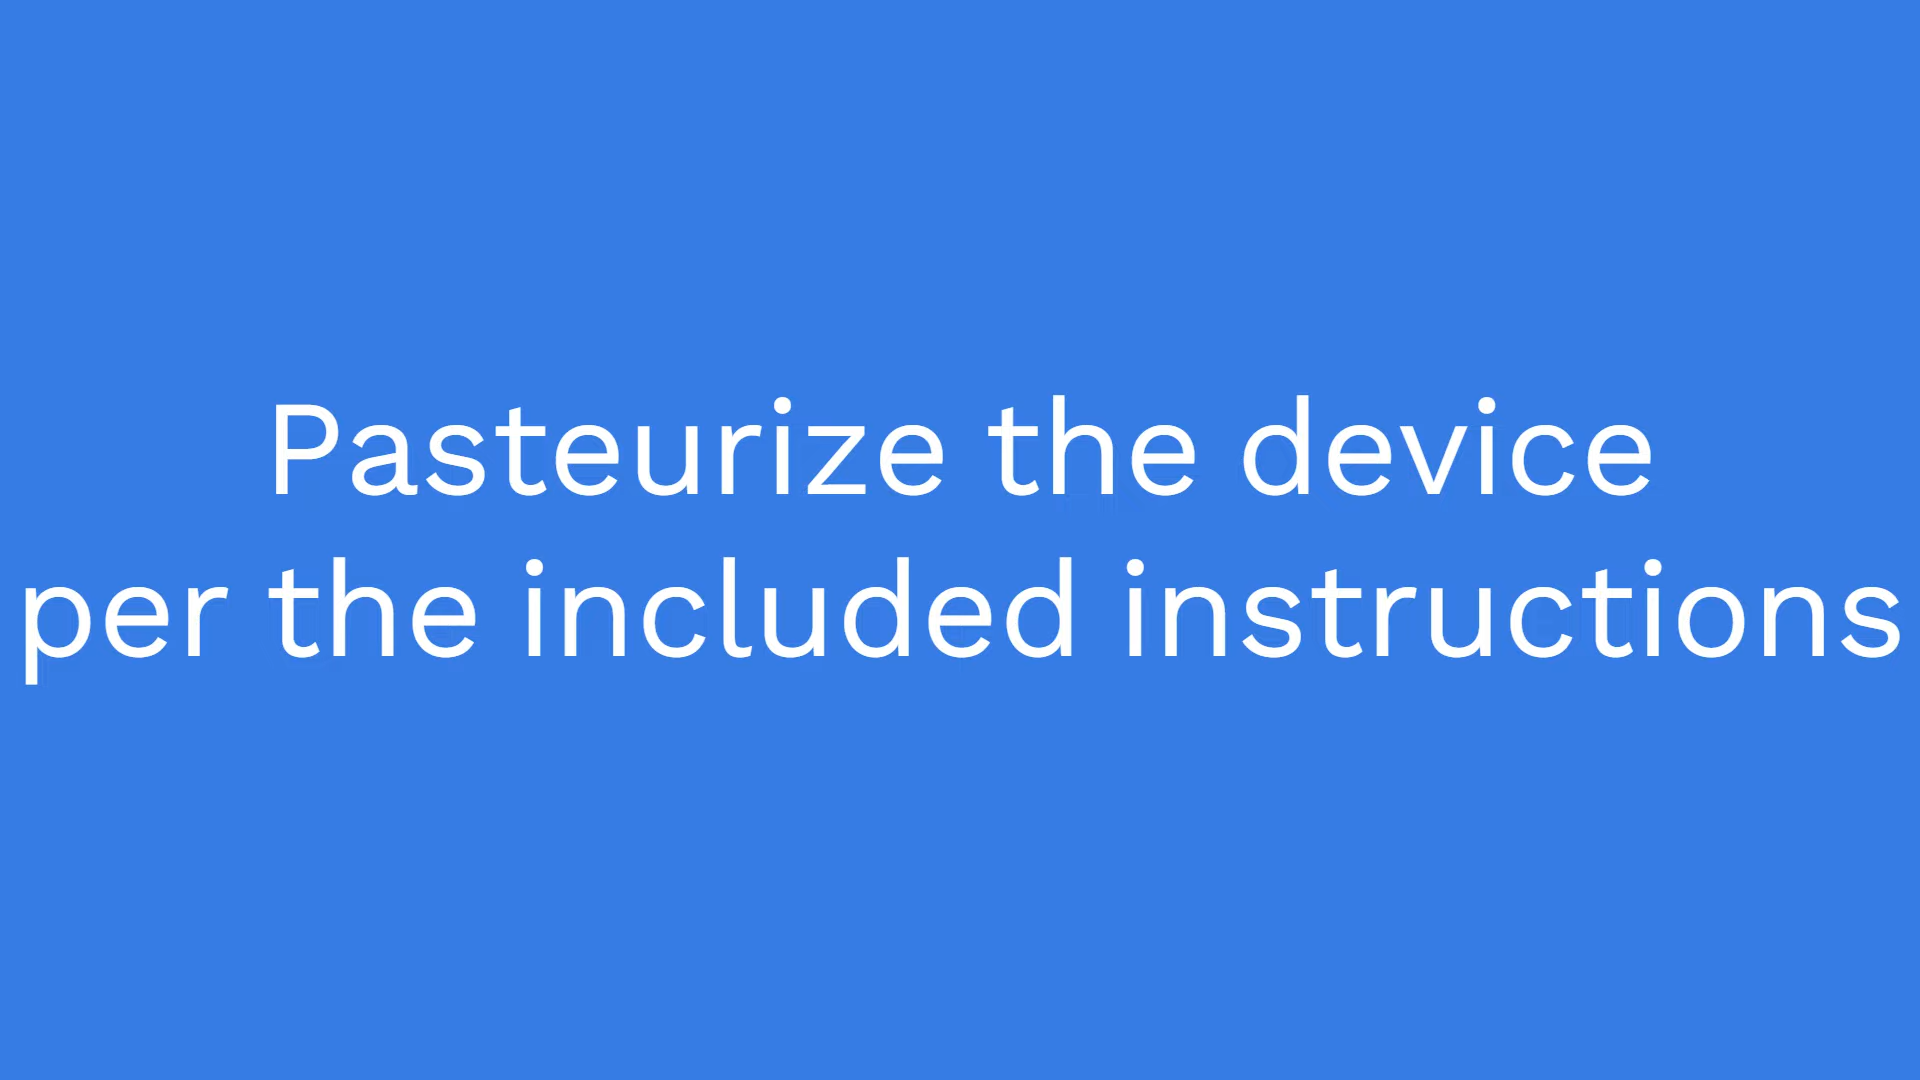 Pasteurize the device
per the included instructions